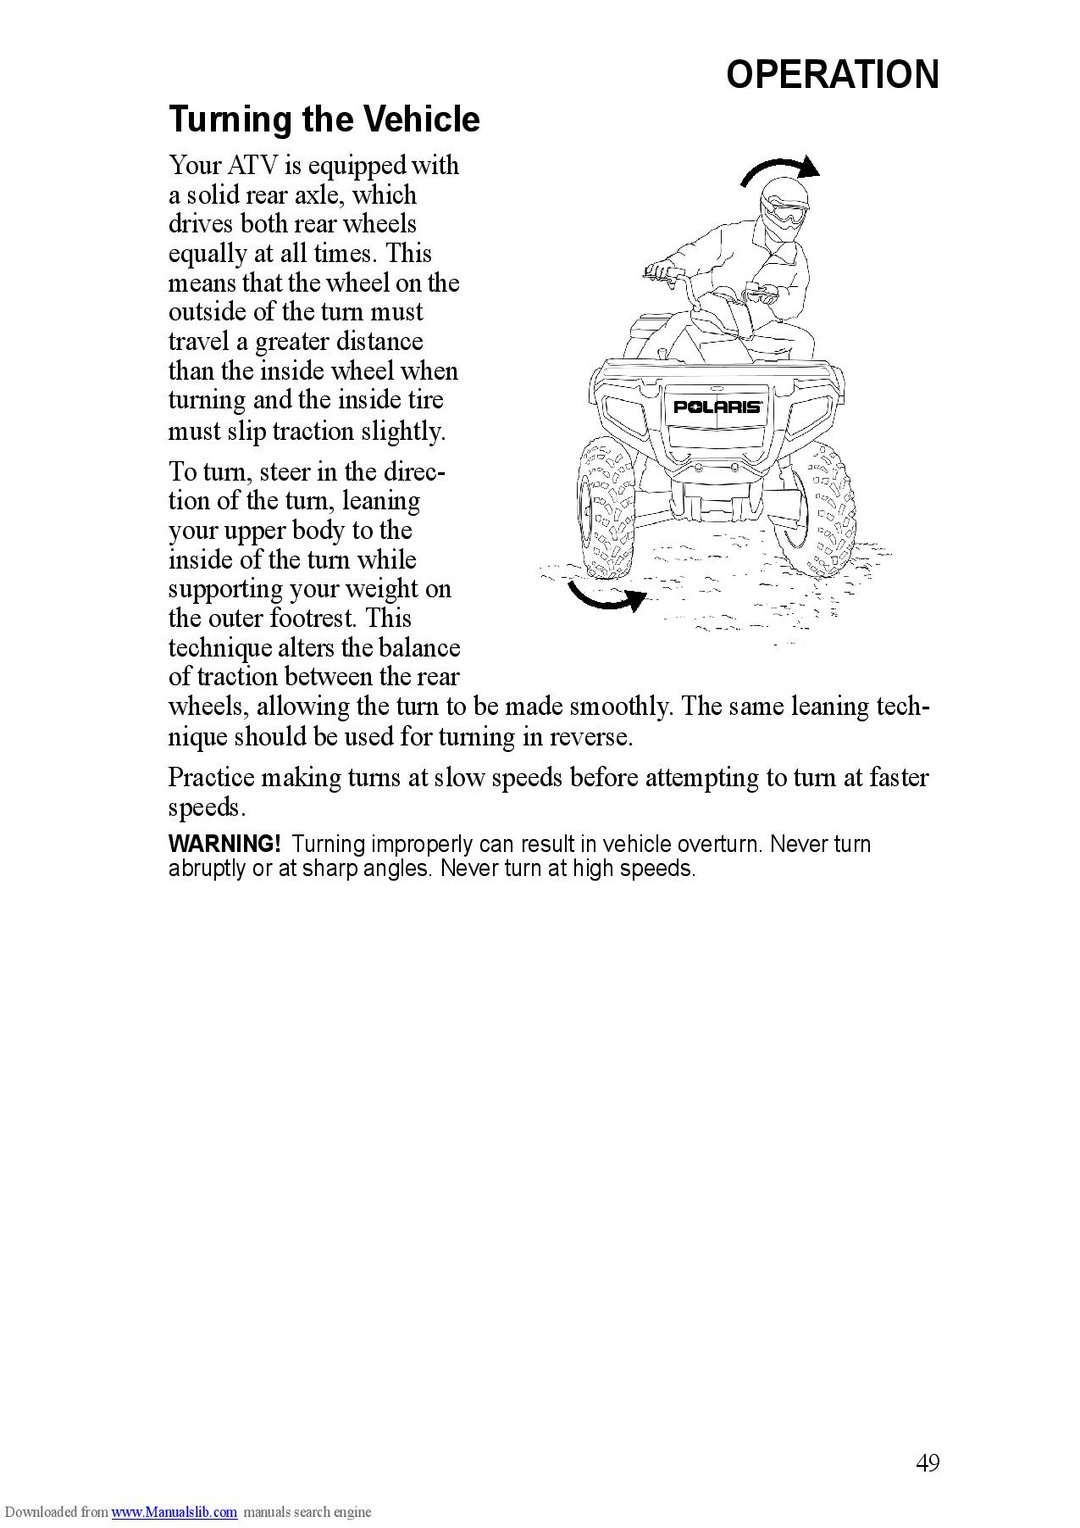 OPERATION
Turning the Vehicle
Your ATV is equipped with
a solid rear axle, which
drives both rear wheels
equally at all times. This
means that the wheel on the
outside of the turn must
travel a greater distance
than the inside wheel when
turning and the inside tire
must slip traction slightly.
To turn, steer in the direc-
tion of the turn, leaning
your upper body to the
inside of the turn while
supporting your weight on
the outer footrest. This
technique alters the balance
of traction between the rear
wheels, allowing the turn to be made smoothly. The same leaning tech-
nique should be used for turning in reverse.
POLARIS
Practice making turns at slow speeds before attempting to turn at faster
speeds.
WARNING! Turning improperly can result in vehicle overturn. Never turn
abruptly or at sharp angles. Never turn at high speeds.
49
Downloaded from www.Manualslib.com manuals search engine